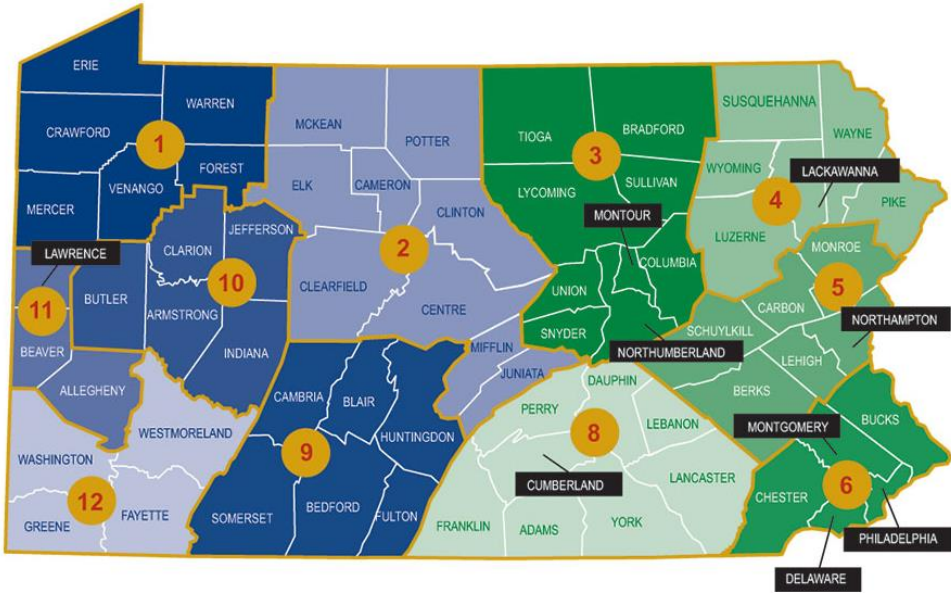 ERIE
WARREN
CRAWFORD
1
FOREST
VENANGO
MERCER
MCKEAN
POTTER
ELK
CAMERON
CLINTON
2
CLEARFIELD
CENTRE
MIFFLIN
JUNIATA
TIOGA
BRADFORD
3
LYCOMING
SULLIVAN
MONTOUR
COLUMBIA
UNION
SNYDER
NORTHUMBERLAND
SUSQUEHANNA
WAYNE
WYOMING
LACKAWANNA
4
PIKE
LUZERNE
MONROE
5
CARBON
NORTHAMPTON
SCHUYLKILL
LEHIGH
BERKS
JEFFERSON
CLARION
10
BUTLER
ARMSTRONG
INDIANA
LAWRENCE
11
BEAVER
ALLEGHENY
WESTMORELAND
WASHINGTON
12
GREENE
FAYETTE
CAMBRIA
BLAIR
HUNTINGDON
9
SOMERSET
BEDFORD
FULTON
DAUPHIN
PERRY
8
LEBANON
CUMBERLAND
LANCASTER
FRANKLIN
ADAMS
YORK
MONTGOMERY
BUCKS
CHESTER
6
PHILADELPHIA
DELAWARE